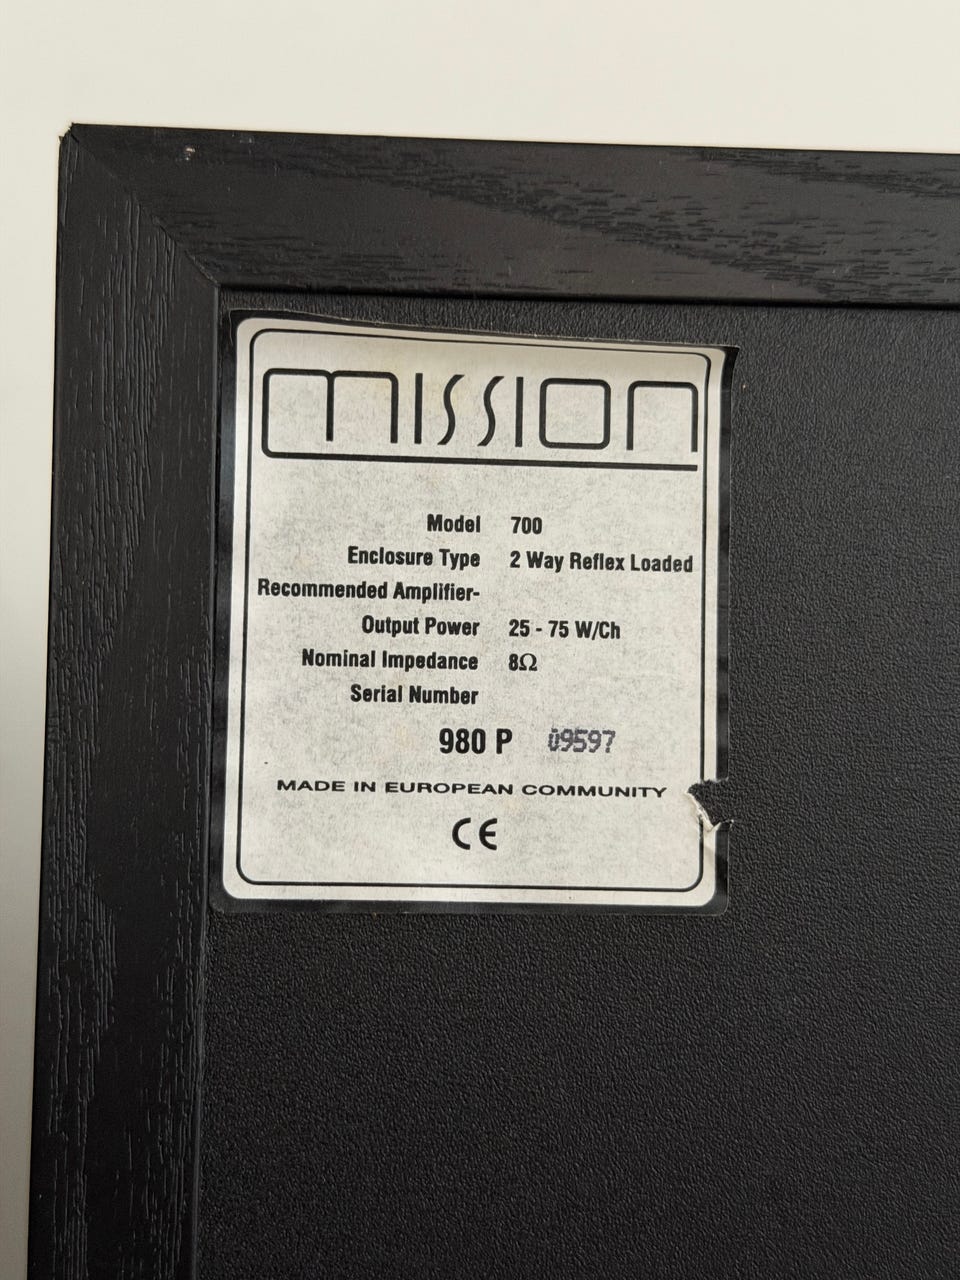 mission
Model 700
Enclosure Type 2 Way Reflex Loaded
Recommended Amplifier-
Output Power 25 - 75 W/Ch
Nominal Impedance 8Ω
Serial Number
980 P 09597
MADE IN EUROPEAN COMMUNITY
CE